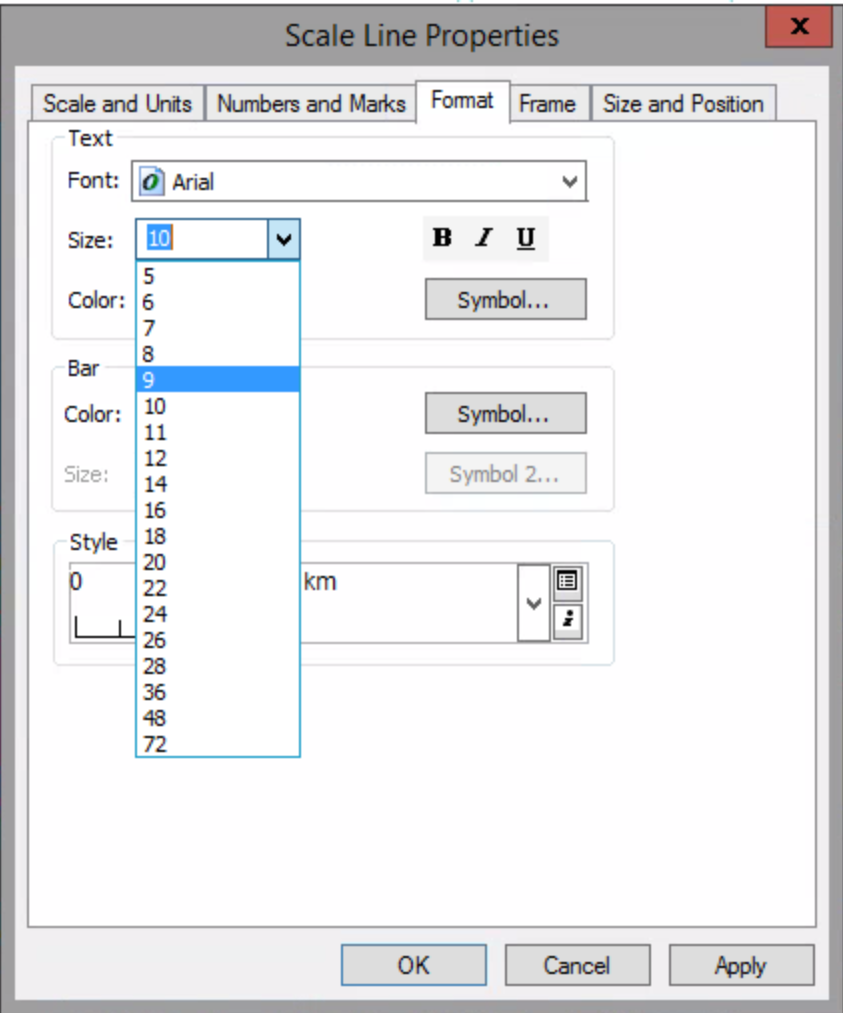 Scale Line Properties
x
Scale and Units Numbers and Marks Format Frame Size and Position
Text
Font: O Arial
Size: 10 B I U
5
Color: 6 Symbol...
7
8
Bar
9
Color: 10 Symbol...
11
12
Size: 14 Symbol 2...
16
Style 18
20
0 22 km
24
i
26
28
36
48
72
OK Cancel Apply